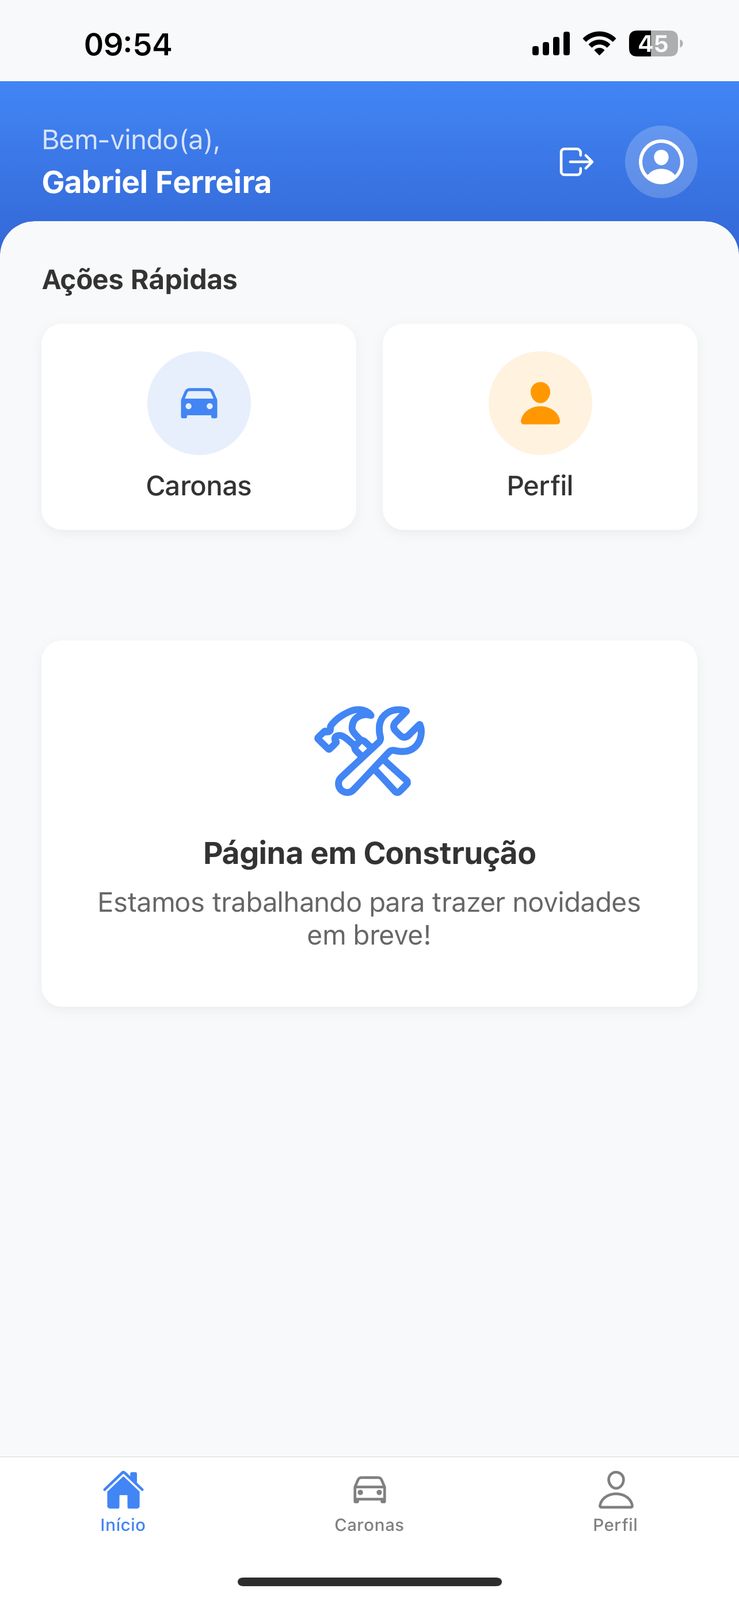 09:54
45
Bem-vindo(a),
Gabriel Ferreira
Ações Rápidas
Caronas
Perfil
Página em Construção
Estamos trabalhando para trazer novidades
em breve!
Início
Caronas
Perfil